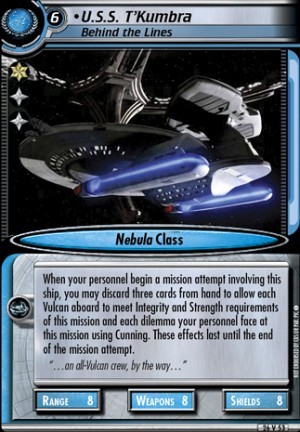 6 •U.S.S. T'Kumbra
Behind the Lines
Nebula Class
When your personnel begin a mission attempt involving this
ship, you may discard three cards from hand to allow each
Vulcan aboard to meet Integrity and Strength requirements
of this mission and each dilemma your personnel face at
this mission using Cunning. These effects last until the end
of the mission attempt.
"...an all-Vulcan crew, by the way..."
RANGE 8 WEAPONS 8 SHIELDS 8